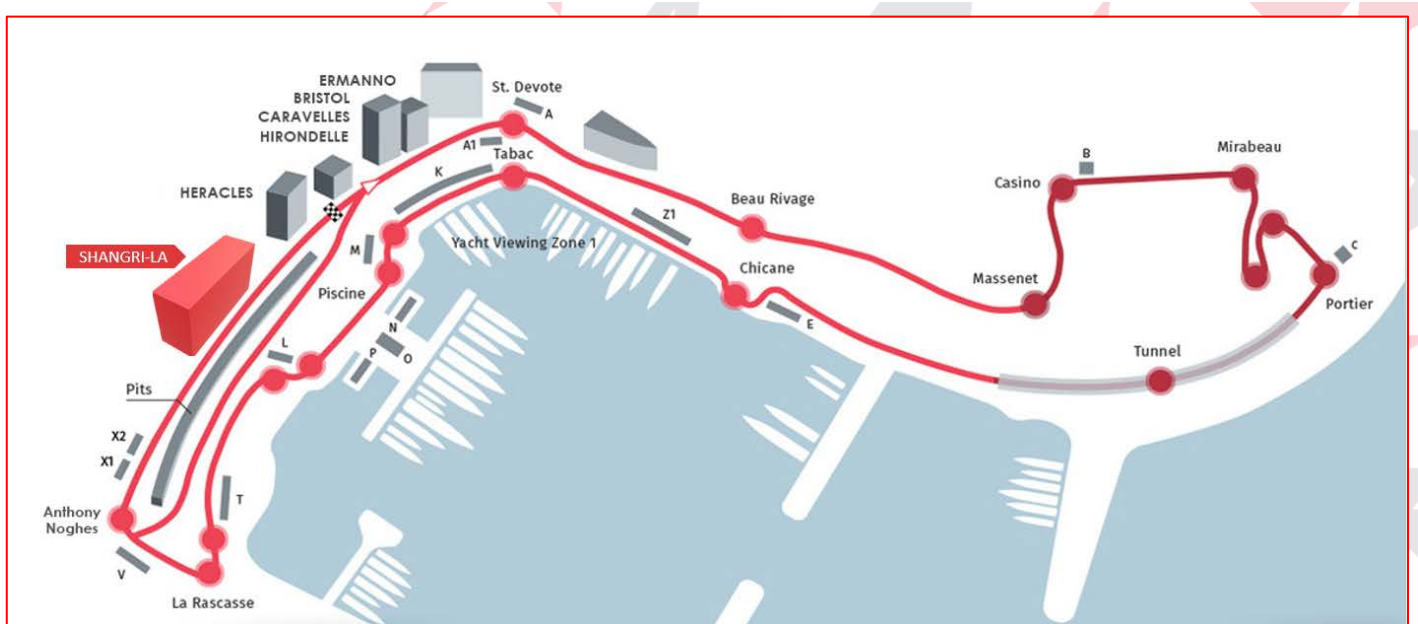 ERMANNO
BRISTOL
CARAVELLES
HIRONDELLE
HERACLES
SHANGRI-LA
St. Devote
A
A1
Tabac
K
Z1
Beau Rivage
Casino
B
Mirabeau
C
Yacht Viewing Zone 1
M
Piscine
Chicane
E
Massenet
Portier
Tunnel
N
O
P
L
Pits
X2
X1
T
Anthony
Noghes
V
La Rascasse